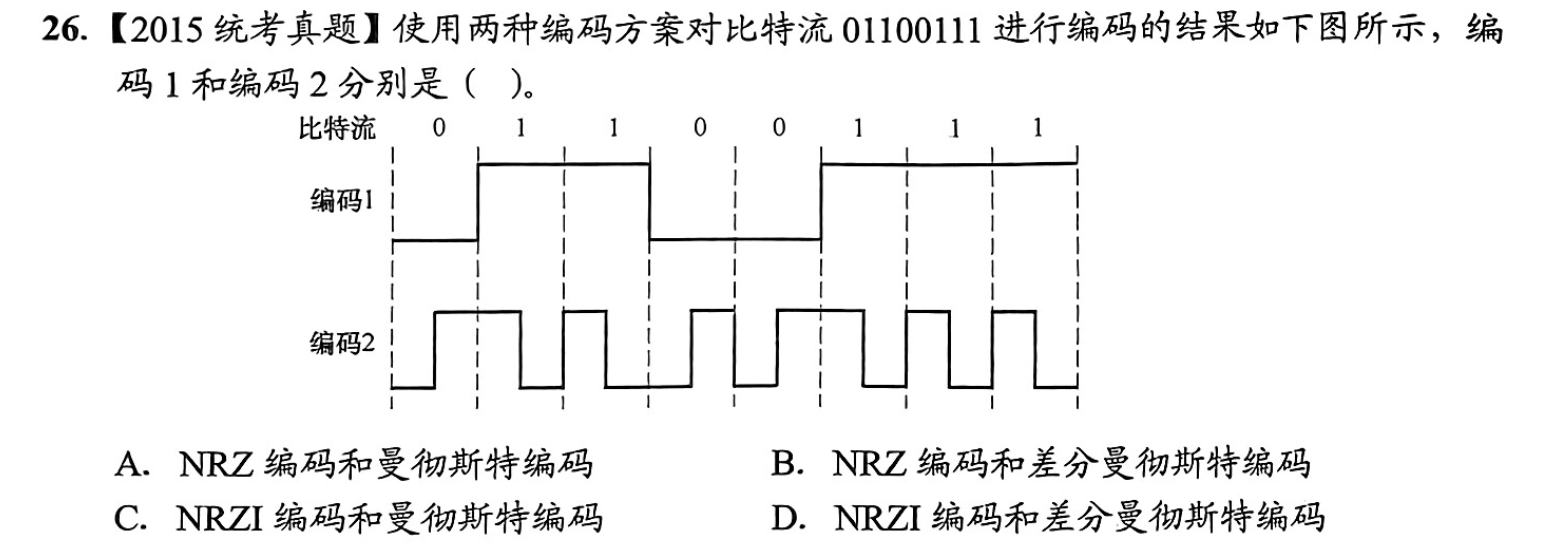 26.【2015 统考真题】使用两种编码方案对比特流 01100111 进行编码的结果如下图所示，编
码 1 和编码 2 分别是（ ）。
比特流 0 1 1 0 0 1 1 1
编码1
编码2
A. NRZ 编码和曼彻斯特编码 B. NRZ 编码和差分曼彻斯特编码
C. NRZI 编码和曼彻斯特编码 D. NRZI 编码和差分曼彻斯特编码